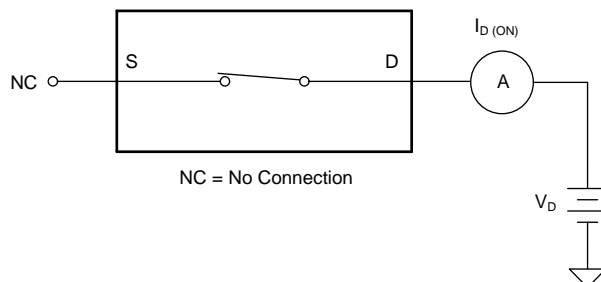 I_D (ON)
S
D
NC
A
NC = No Connection
V_D